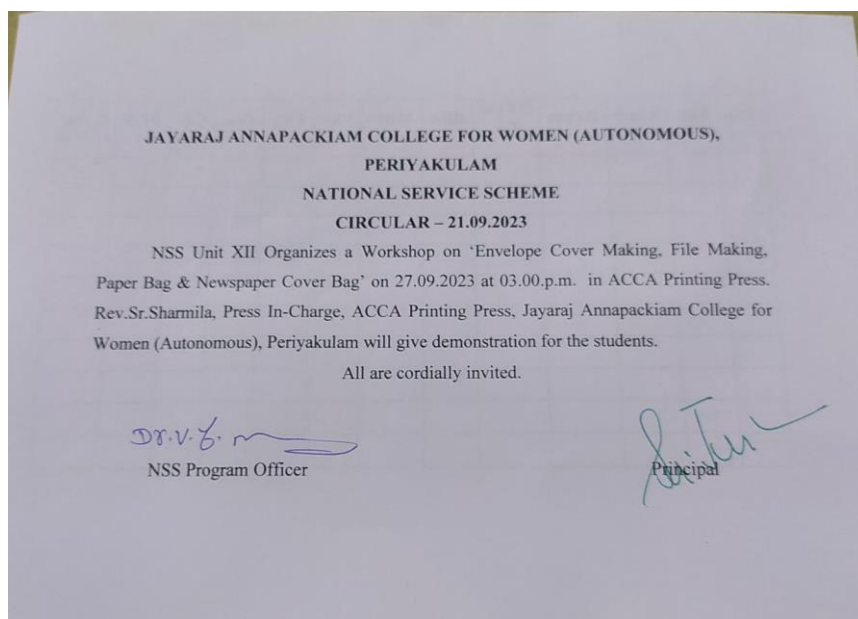 JAYARAJ ANNAPACKIAM COLLEGE FOR WOMEN (AUTONOMOUS),
PERIYAKULAM
NATIONAL SERVICE SCHEME
CIRCULAR – 21.09.2023
NSS Unit XII Organizes a Workshop on ‘Envelope Cover Making, File Making,
Paper Bag & Newspaper Cover Bag’ on 27.09.2023 at 03.00.p.m. in ACCA Printing Press.
Rev.Sr.Sharmila, Press In-Charge, ACCA Printing Press, Jayaraj Annapackiam College for
Women (Autonomous), Periyakulam will give demonstration for the students.
All are cordially invited.
Dr.V.
NSS Program Officer
Principal